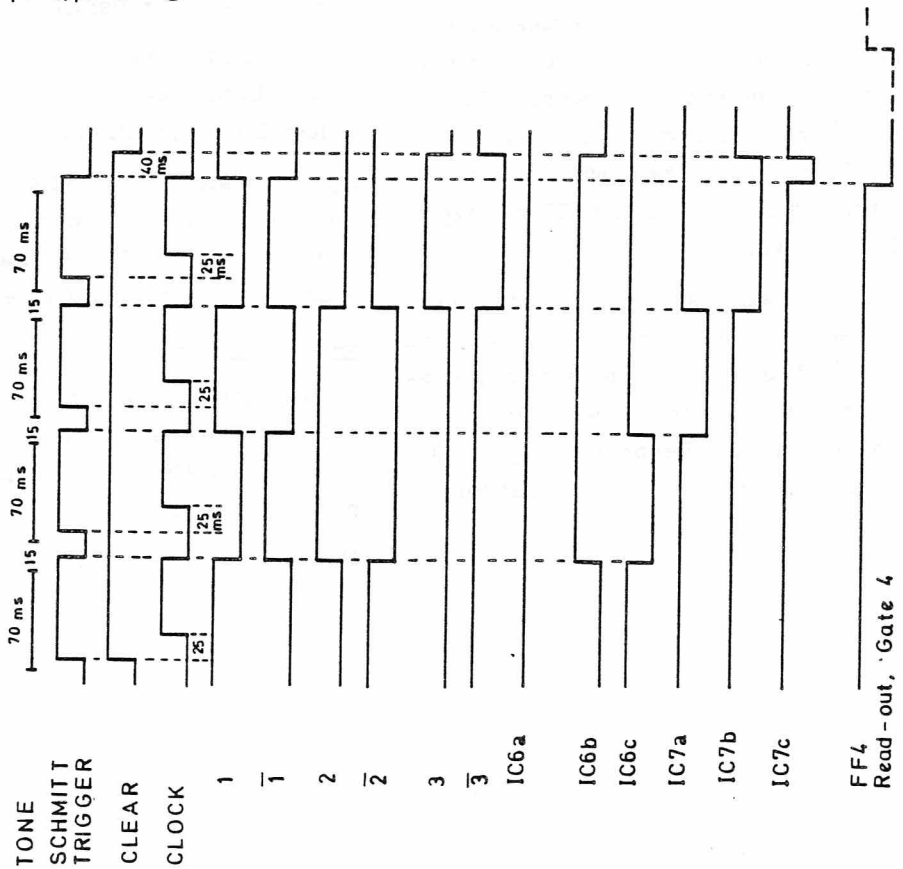 TONE
70 ms
15
70 ms
15
70 ms
15
70 ms
SCHMITT
TRIGGER
CLEAR
40
ms
CLOCK
25
25
ms
25
25
ms
1
1̅
2
2̅
3
3̅
IC6a
IC6b
IC6c
IC7a
IC7b
IC7c
FF4
Read-out, Gate 4